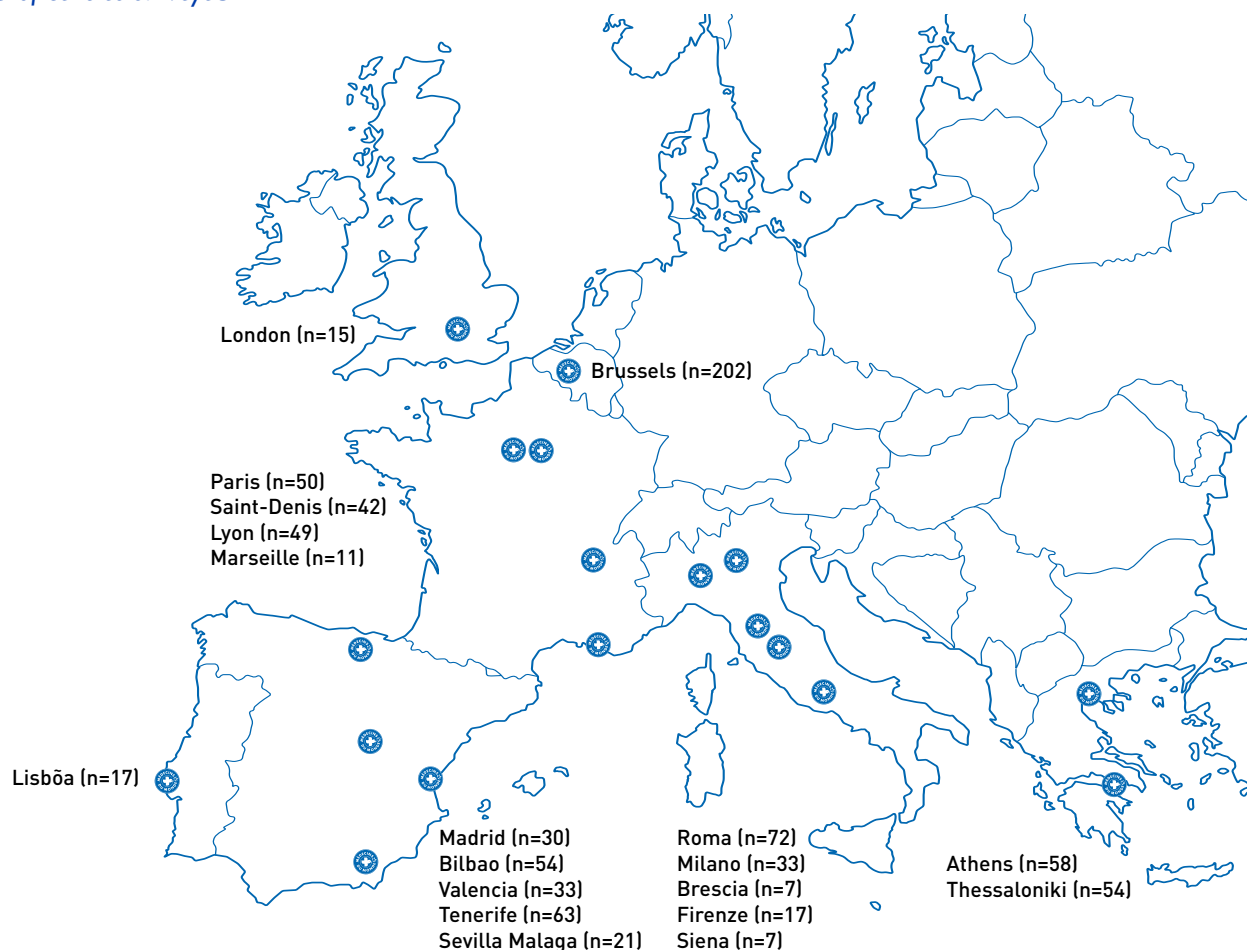 London (n=15)
Brussels (n=202)
Paris (n=50)
Saint-Denis (n=42)
Lyon (n=49)
Marseille (n=11)
Lisbõa (n=17)
Madrid (n=30)
Bilbao (n=54)
Valencia (n=33)
Tenerife (n=63)
Sevilla Malaga (n=21)
Roma (n=72)
Milano (n=33)
Brescia (n=7)
Firenze (n=17)
Siena (n=7)
Athens (n=58)
Thessaloniki (n=54)